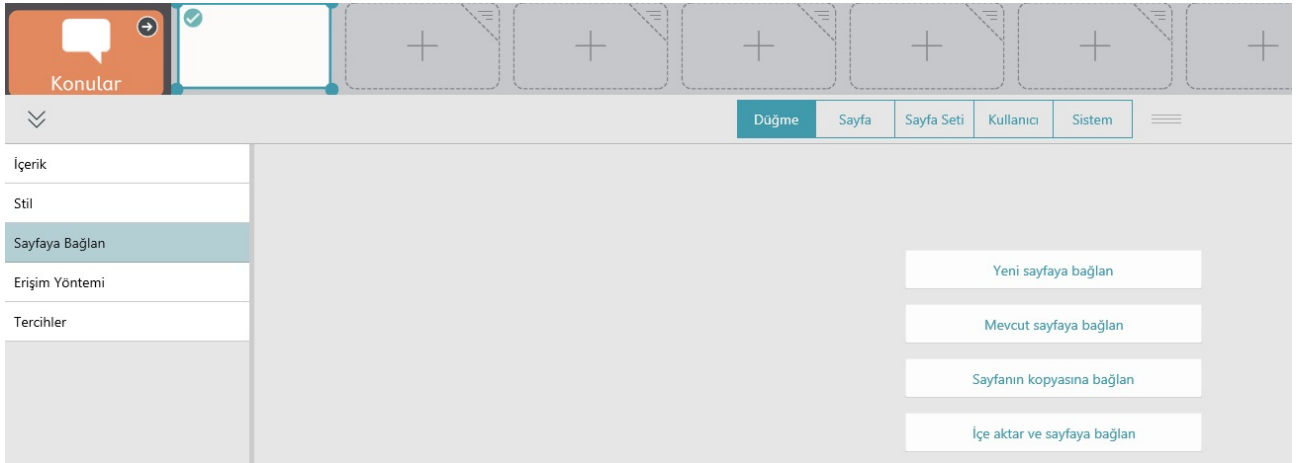 Konular
Düğme Sayfa Sayfa Seti Kullanıcı Sistem
İçerik
Stil
Sayfaya Bağlan
Erişim Yöntemi
Tercihler
Yeni sayfaya bağlan
Mevcut sayfaya bağlan
Sayfanın kopyasına bağlan
İçe aktar ve sayfaya bağlan